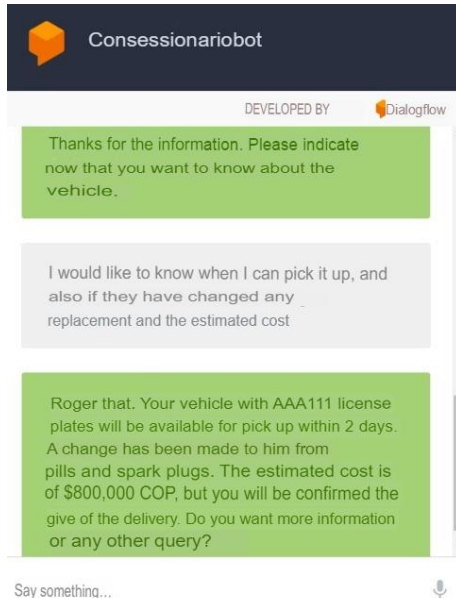 Consessionariobot
DEVELOPED BY Dialogflow
Thanks for the information. Please indicate
now that you want to know about the
vehicle.
I would like to know when I can pick it up, and
also if they have changed any
replacement and the estimated cost
Roger that. Your vehicle with AAA111 license
plates will be available for pick up within 2 days.
A change has been made to him from
pills and spark plugs. The estimated cost is
of $800,000 COP, but you will be confirmed the
give of the delivery. Do you want more information
or any other query?
Say something...